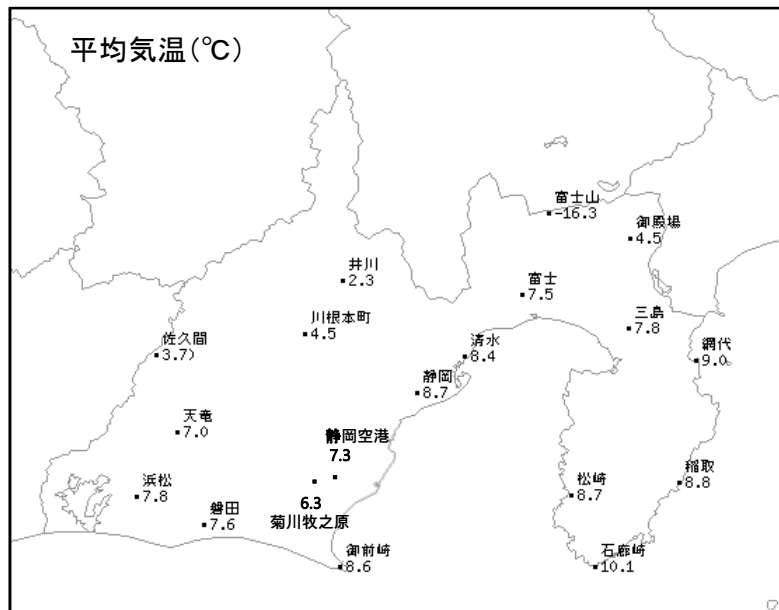 平均気温(℃)
富士山
-16.3
御殿場
4.5
井川
2.3
富士
7.5
川根本町
4.5
三島
7.8
佐久間
3.7)
清水
8.4
網代
9.0
静岡
8.7
天竜
7.0
静岡空港
7.3
浜松
7.8
松崎
8.7
稲取
8.8
6.3
菊川牧之原
磐田
7.6
御前崎
8.6
石廊崎
10.1